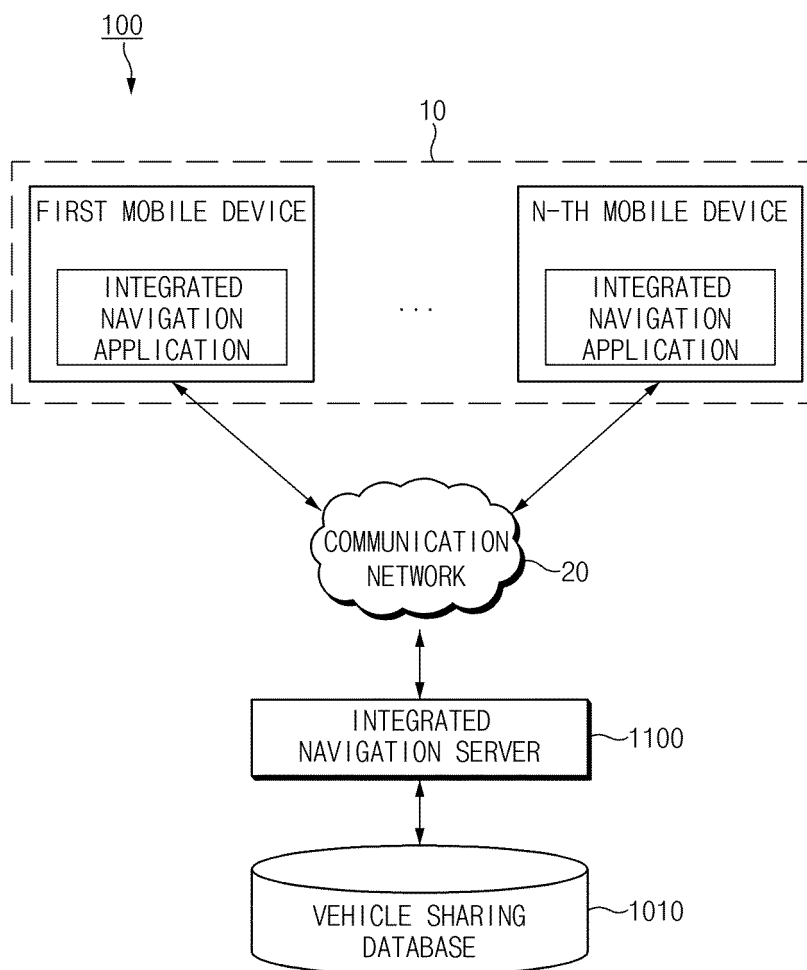 100
10
FIRST MOBILE DEVICE
INTEGRATED
NAVIGATION
APPLICATION
...
N-TH MOBILE DEVICE
INTEGRATED
NAVIGATION
APPLICATION
COMMUNICATION
NETWORK
20
INTEGRATED
NAVIGATION SERVER
1100
VEHICLE SHARING
DATABASE
1010